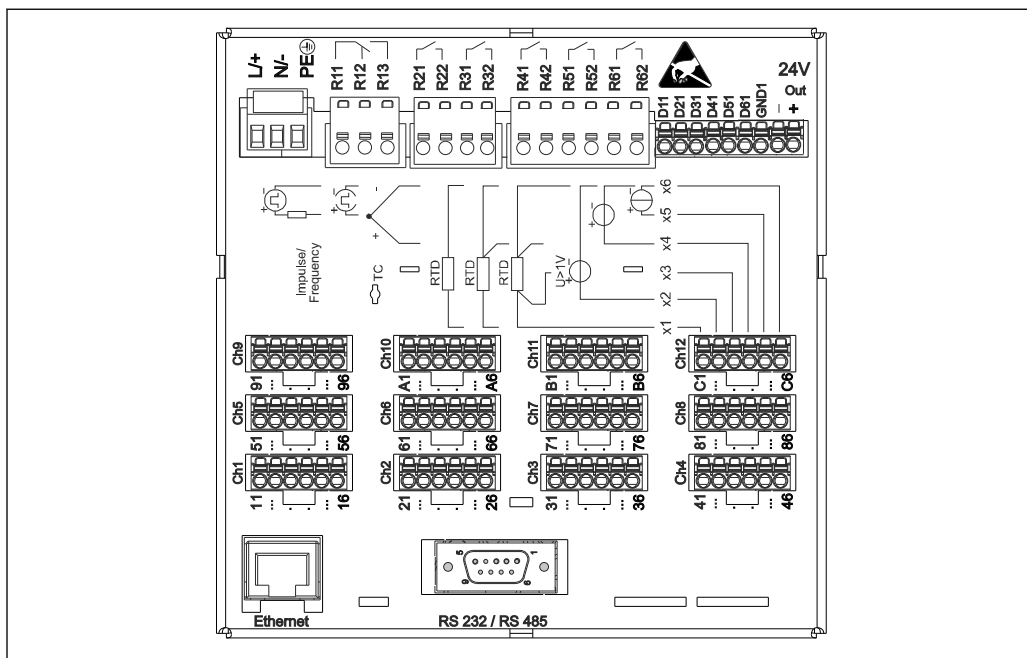 L/+ N/- PE
R11 R12 R13
R21 R22 R31 R32
R41 R42 R51 R52 R61 R62
D11 D21 D31 D41 D51 D61 GND1 - +
24V
Out
Impulse/
Frequency
- +
TC
RTD
RTD
RTD
U>1V
x6
x5
x4
x3
x2
x1
Ch9
91 ... . . ... 96
Ch10
A1 ... . . ... A6
Ch11
B1 ... . . ... B6
Ch12
C1 ... . . ... C6
Ch5
51 ... . . ... 56
Ch6
61 ... . . ... 66
Ch7
71 ... . . ... 76
Ch8
81 ... . . ... 86
Ch1
11 ... . . ... 16
Ch2
21 ... . . ... 26
Ch3
31 ... . . ... 36
Ch4
41 ... . . ... 46
5 1
9 6
Ethernet
RS 232 / RS 485